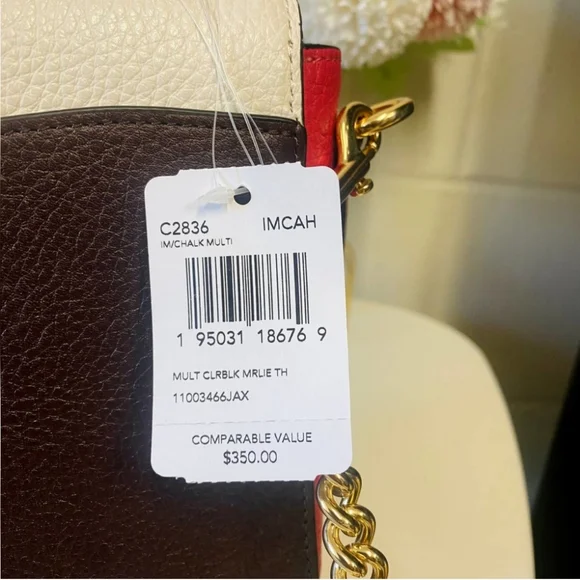 C2836 IMCAH
IM/CHALK MULTI
1 95031 18676 9
MULT CLRBLK MRLIE TH
11003466JAX
COMPARABLE VALUE
$350.00